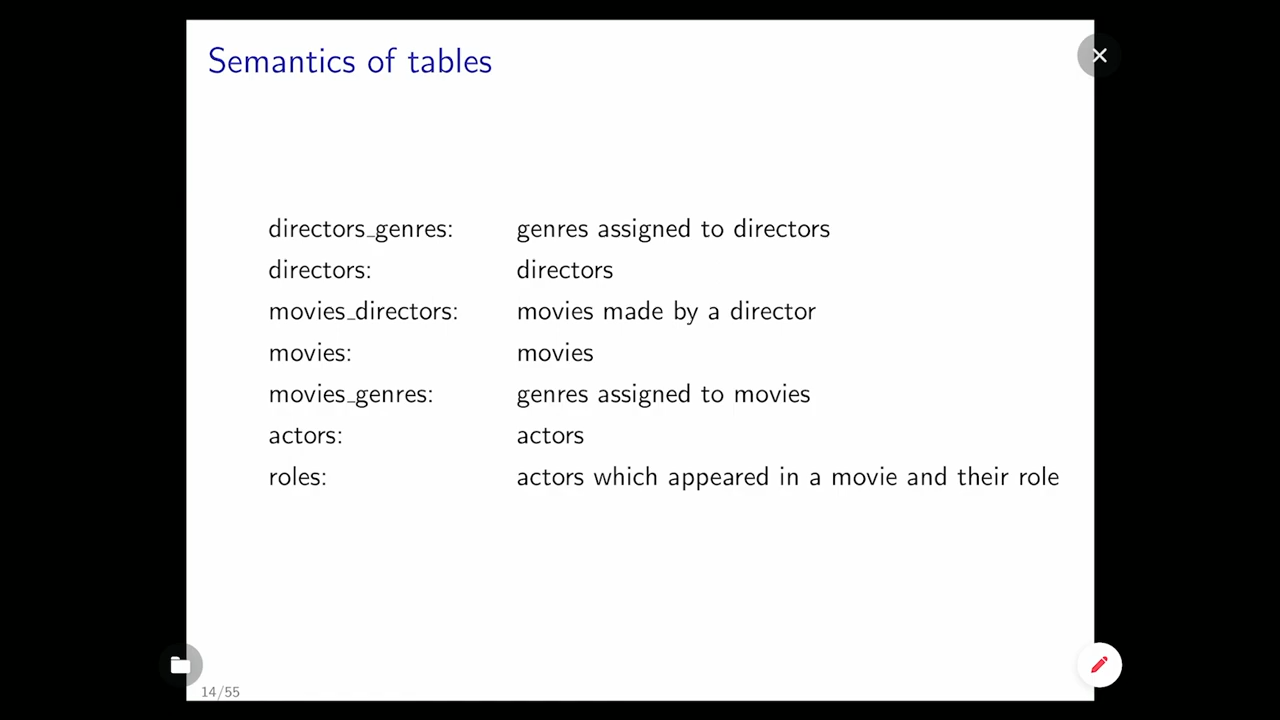 Semantics of tables
directors_genres: genres assigned to directors
directors: directors
movies_directors: movies made by a director
movies: movies
movies_genres: genres assigned to movies
actors: actors
roles: actors which appeared in a movie and their role
14/55